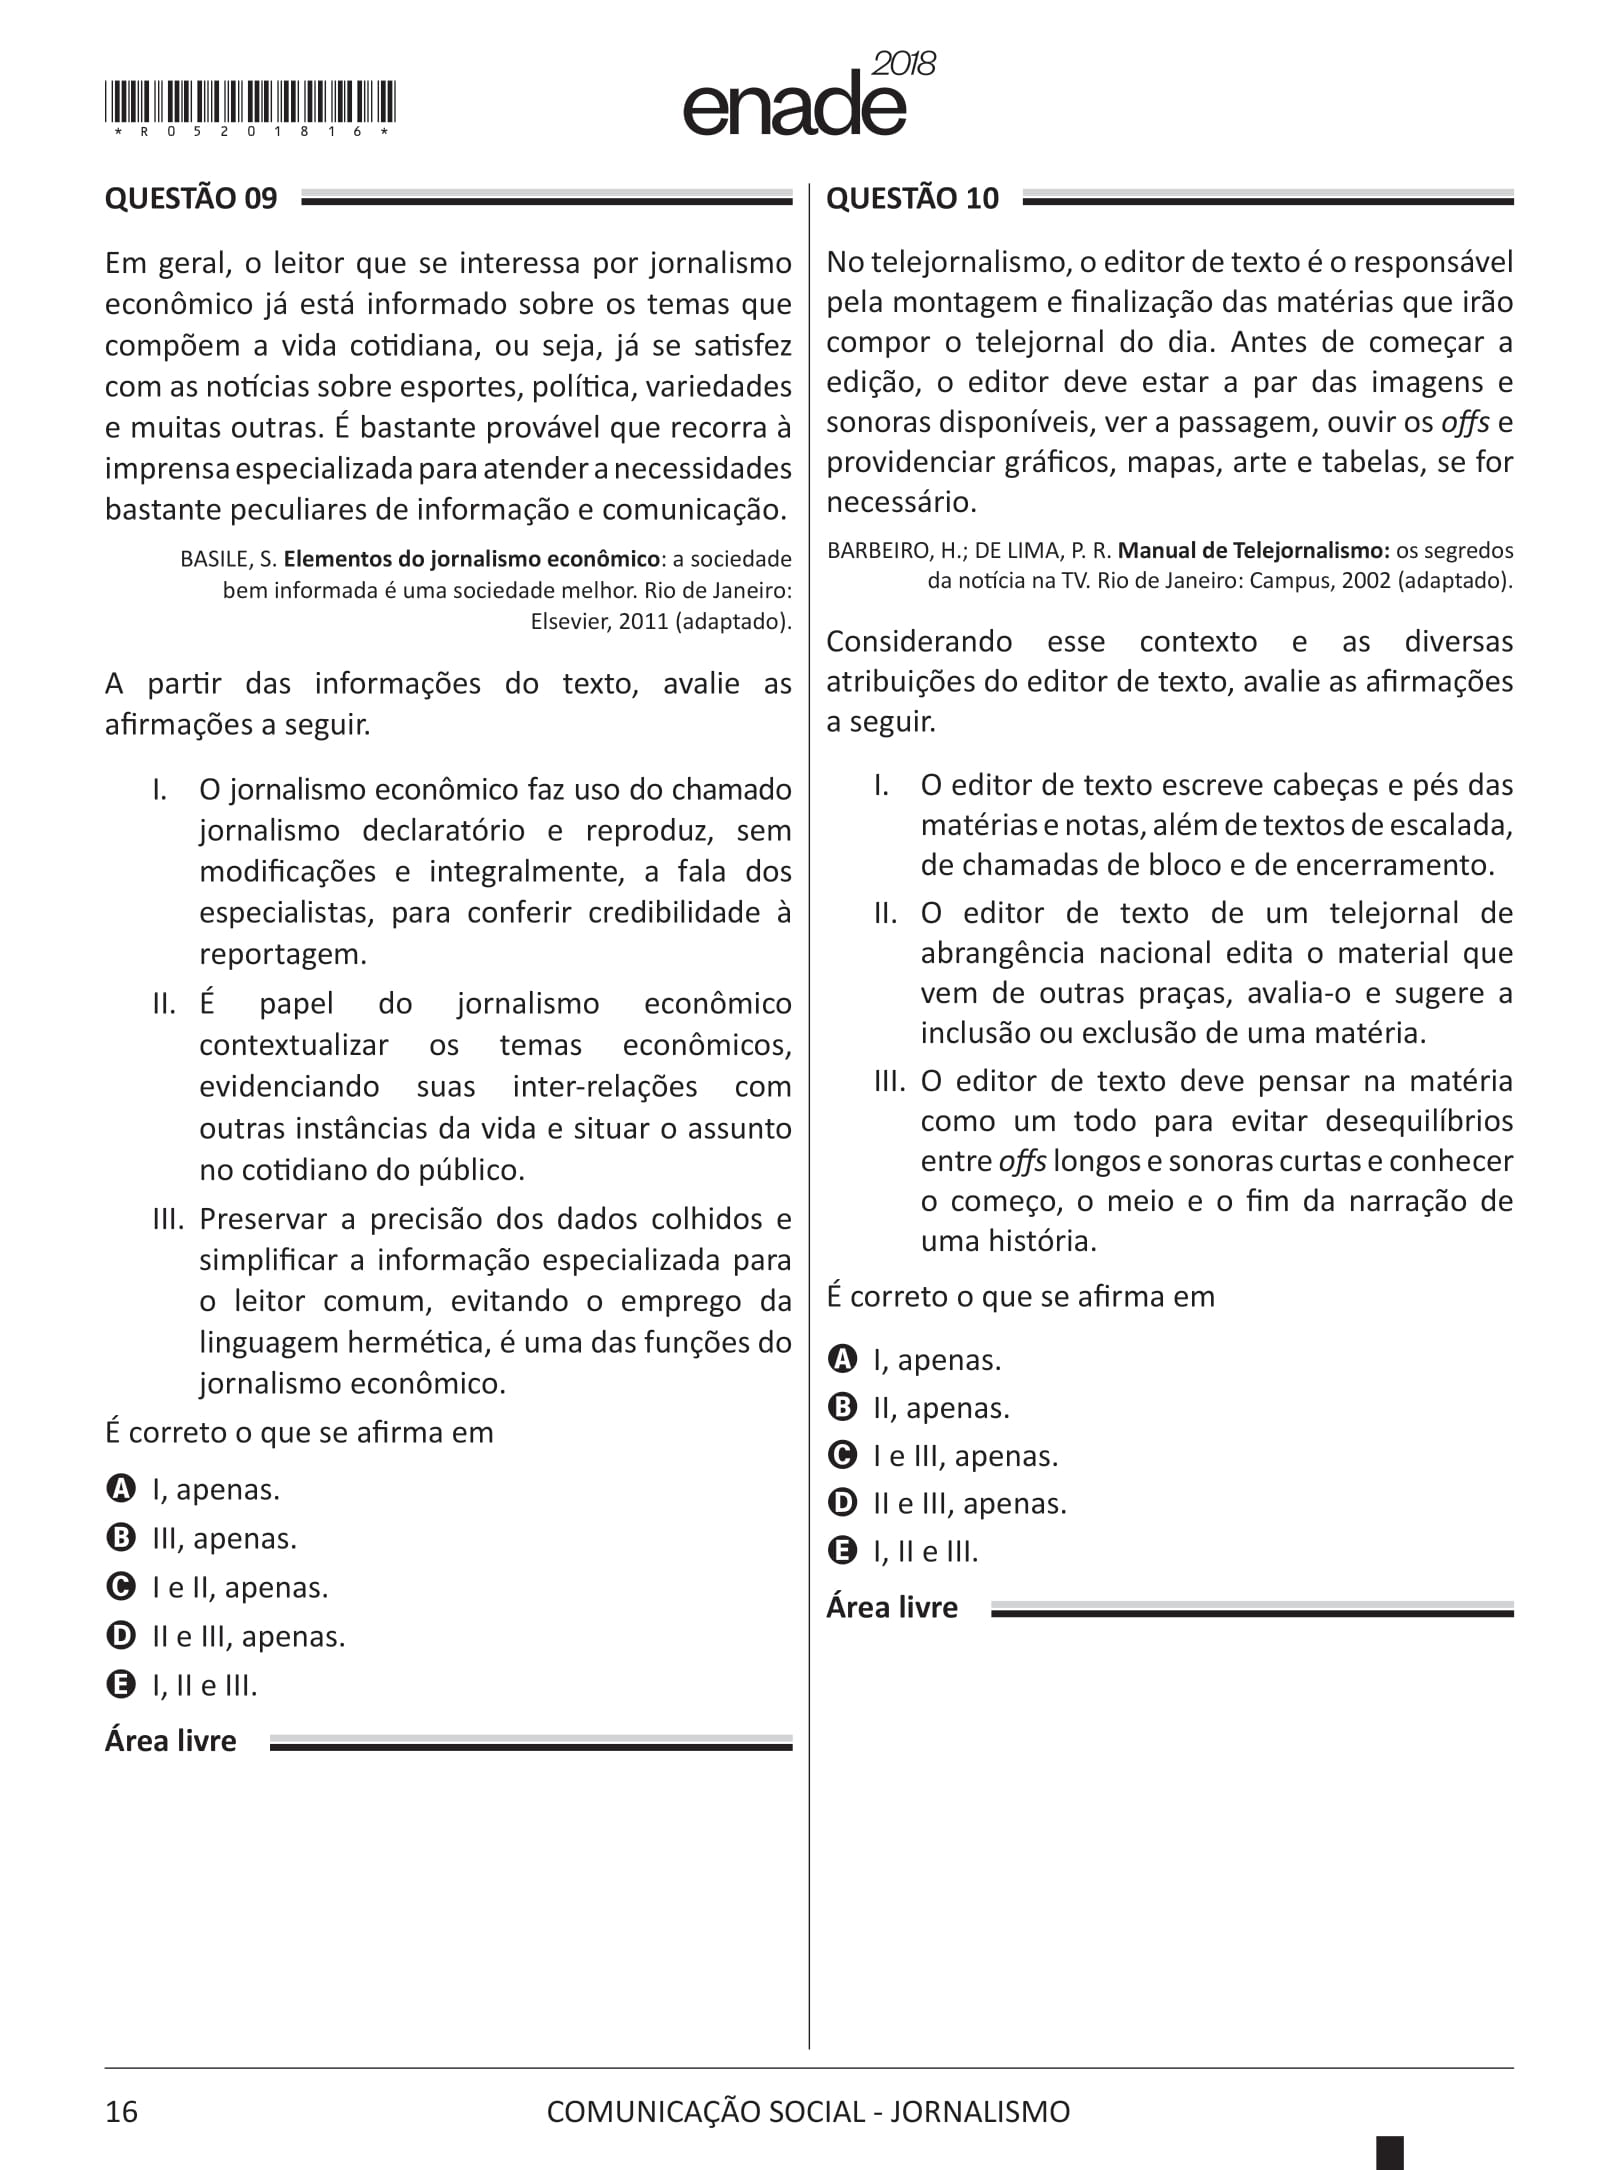 enade 2018
* R 0 5 2 0 1 8 1 6 *
QUESTÃO 09
Em geral, o leitor que se interessa por jornalismo
econômico já está informado sobre os temas que
compõem a vida cotidiana, ou seja, já se satisfez
com as notícias sobre esportes, política, variedades
e muitas outras. É bastante provável que recorra à
imprensa especializada para atender a necessidades
bastante peculiares de informação e comunicação.
BASILE, S. Elementos do jornalismo econômico: a sociedade
bem informada é uma sociedade melhor. Rio de Janeiro:
Elsevier, 2011 (adaptado).
A partir das informações do texto, avalie as
afirmações a seguir.
I. O jornalismo econômico faz uso do chamado
jornalismo declaratório e reproduz, sem
modificações e integralmente, a fala dos
especialistas, para conferir credibilidade à
reportagem.
II. É papel do jornalismo econômico
contextualizar os temas econômicos,
evidenciando suas inter-relações com
outras instâncias da vida e situar o assunto
no cotidiano do público.
III. Preservar a precisão dos dados colhidos e
simplificar a informação especializada para
o leitor comum, evitando o emprego da
linguagem hermética, é uma das funções do
jornalismo econômico.
É correto o que se afirma em
A I, apenas.
B III, apenas.
C I e II, apenas.
D II e III, apenas.
E I, II e III.
Área livre
QUESTÃO 10
No telejornalismo, o editor de texto é o responsável
pela montagem e finalização das matérias que irão
compor o telejornal do dia. Antes de começar a
edição, o editor deve estar a par das imagens e
sonoras disponíveis, ver a passagem, ouvir os offs e
providenciar gráficos, mapas, arte e tabelas, se for
necessário.
BARBEIRO, H.; DE LIMA, P. R. Manual de Telejornalismo: os segredos
da notícia na TV. Rio de Janeiro: Campus, 2002 (adaptado).
Considerando esse contexto e as diversas
atribuições do editor de texto, avalie as afirmações
a seguir.
I. O editor de texto escreve cabeças e pés das
matérias e notas, além de textos de escalada,
de chamadas de bloco e de encerramento.
II. O editor de texto de um telejornal de
abrangência nacional edita o material que
vem de outras praças, avalia-o e sugere a
inclusão ou exclusão de uma matéria.
III. O editor de texto deve pensar na matéria
como um todo para evitar desequilíbrios
entre offs longos e sonoras curtas e conhecer
o começo, o meio e o fim da narração de
uma história.
É correto o que se afirma em
A I, apenas.
B II, apenas.
C I e III, apenas.
D II e III, apenas.
E I, II e III.
Área livre
16
COMUNICAÇÃO SOCIAL - JORNALISMO